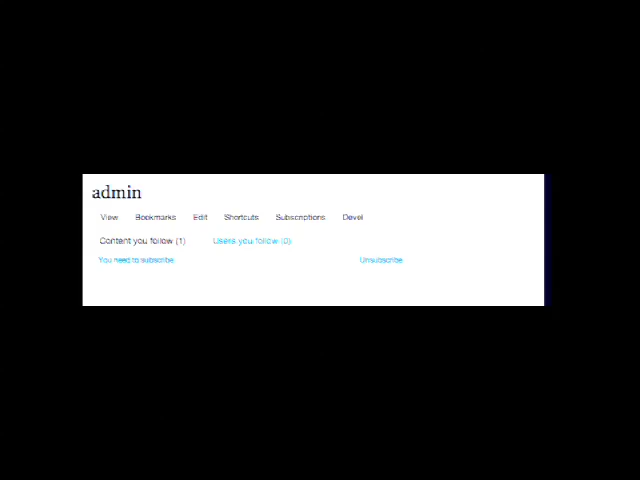 admin
View Bookmarks Edit Shortcuts Subscriptions Devel
Content you follow (1) Users you follow (0)
You need to subscribe Unsubscribe